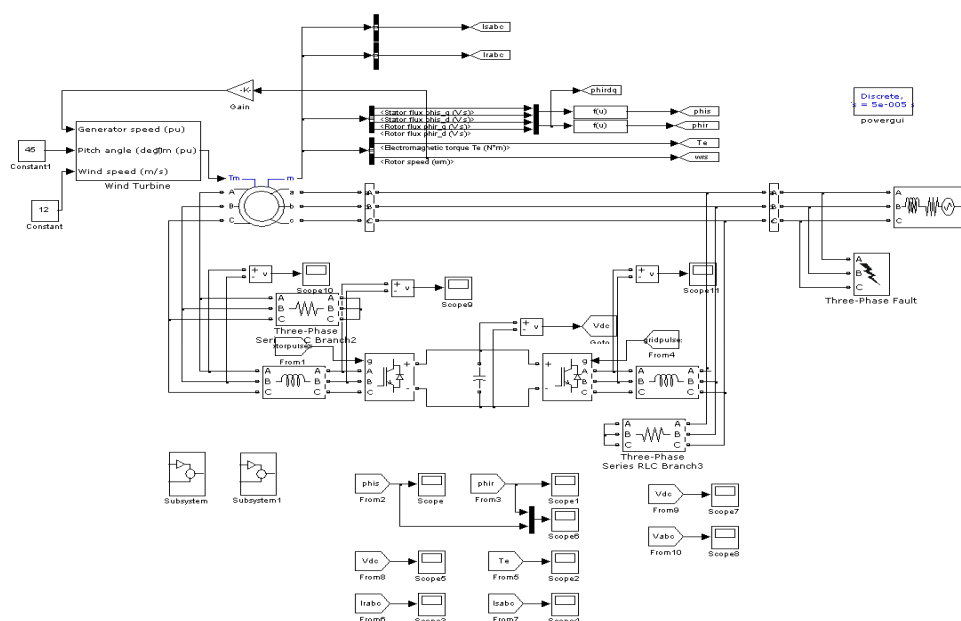 Isabc
Irabc
-K-
Gain
phirdq
Discrete,
s = 5e-005 s
powergui
<Stator flux phis_q (V s)>
<Stator flux phis_d (V s)>
<Rotor flux phir_q (V s)>
<Rotor flux phir_d (V s)>
f(u)
phis
f(u)
phir
<Electromagnetic torque Te (N*m)>
Te
<Rotor speed (wm)>
wrs
Generator speed (pu)
Pitch angle (deg)
Tm (pu)
Wind speed (m/s)
Wind Turbine
45
Constant1
12
Constant
Tm
m
A
B
C
a
b
c
A
B
C
A
B
C
A
B
C
A
B
C
Three-Phase Fault
+
-
v
Scope10
+
-
v
Scope9
+
-
v
Scope11
A
B
C
A
B
C
Three-Phase
Branch2
From1
+
-
v
Vdc
Goto
gridpulse
From4
A
B
C
A
B
C
g
A
B
C
+
-
+
-
g
A
B
C
A
B
C
A
B
C
A
B
C
A
B
C
Three-Phase
Series RLC Branch3
Subsystem
Subsystem1
phis
From2
Scope
phir
From3
Scope1
Scope6
Vdc
From9
Scope7
Vabc
From10
Scope8
Vdc
From8
Scope5
Te
From5
Scope2
Irabc
From6
Isabc
From7